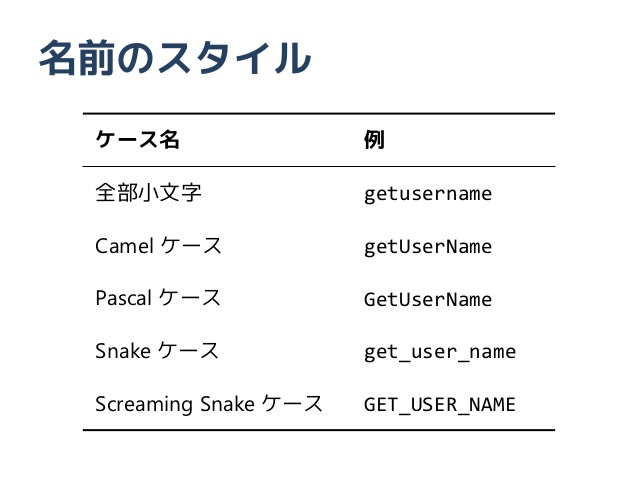 名前のスタイル
ケース名 例
全部小文字 getusername
Camel ケース getUserName
Pascal ケース GetUserName
Snake ケース get_user_name
Screaming Snake ケース GET_USER_NAME